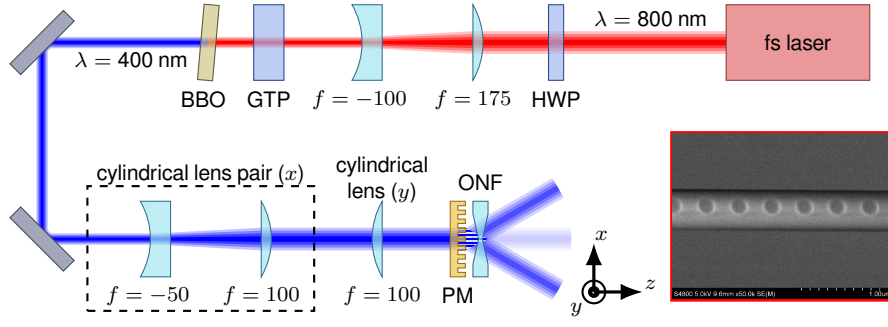 λ = 800 nm
fs laser
λ = 400 nm
BBO
GTP
f = −100
f = 175
HWP
cylindrical lens pair (x)
cylindrical
lens (y)
ONF
f = −50
f = 100
f = 100
PM
x
y
z
S4800 5.0kV 9.6mm x50.0k SE(M)
1.00um